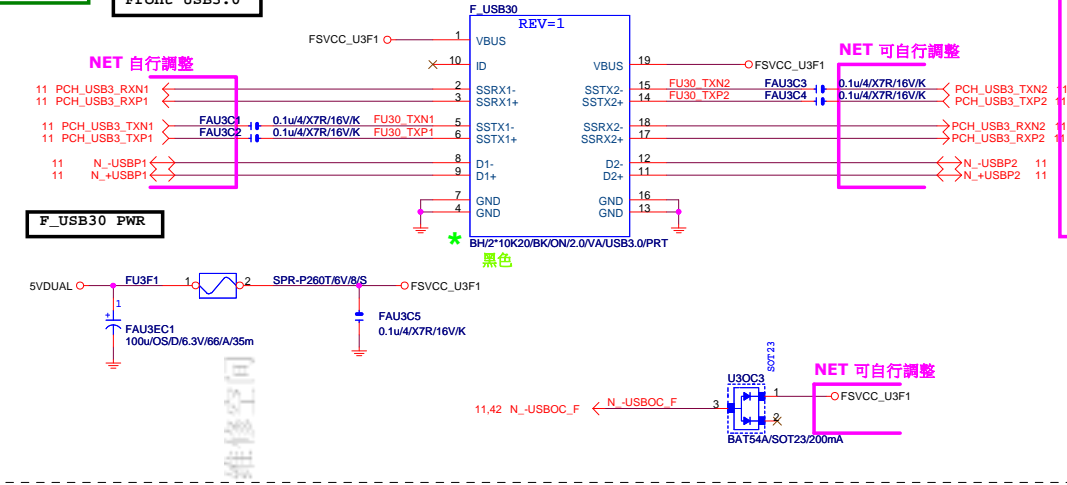 Front USB3.0
F_USB30
REV=1
FSVCC_U3F1
1
VBUS
10
ID
VBUS
19
FSVCC_U3F1
NET 自行調整
NET 可自行調整
11 PCH_USB3_RXN1
2
SSRX1-
11 PCH_USB3_RXP1
3
SSRX1+
SSTX2-
15
FU30_TXN2
FAU3C3
0.1u/4/X7R/16V/K
PCH_USB3_TXN2 11
SSTX2+
14
FU30_TXP2
FAU3C4
0.1u/4/X7R/16V/K
PCH_USB3_TXP2 11
11 PCH_USB3_TXN1
FAU3C1
0.1u/4/X7R/16V/K
FU30_TXN1
5
SSTX1-
11 PCH_USB3_TXP1
FAU3C2
0.1u/4/X7R/16V/K
FU30_TXP1
6
SSTX1+
SSRX2-
18
PCH_USB3_RXN2 11
SSRX2+
17
PCH_USB3_RXP2 11
11 N_-USBP1
8
D1-
11 N_+USBP1
9
D1+
D2-
12
N_-USBP2 11
D2+
11
N_+USBP2 11
7
GND
4
GND
GND
16
GND
13
F_USB30 PWR
* BH/2*10K20/BK/ON/2.0/VA/USB3.0/PRT
黑色
5VDUAL
FU3F1
1
2
SPR-P260T/6V/8/S
FSVCC_U3F1
1
+
FAU3EC1
100u/OS/D/6.3V/66/A/35m
FAU3C5
0.1u/4/X7R/16V/K
維修空间
SOT23
U3OC3
NET 可自行調整
1
FSVCC_U3F1
11,42 N_-USBOC_F
N_-USBOC_F
3
2
BAT54A/SOT23/200mA